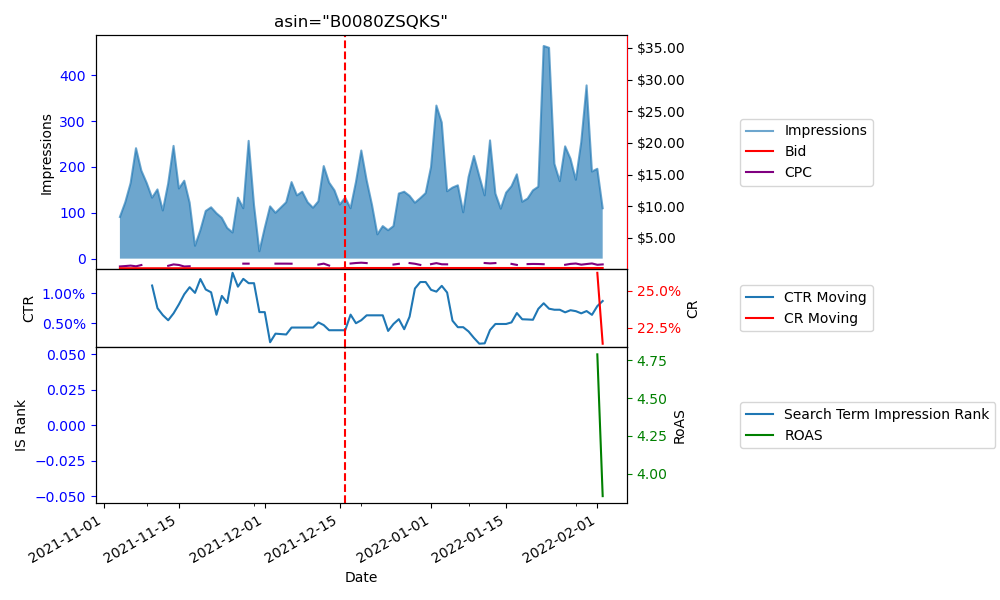 asin="B0080ZSQKS"
Impressions
400
300
200
100
0
$35.00
$30.00
$25.00
$20.00
$15.00
$10.00
$5.00
Impressions
Bid
CPC
CTR
1.00%
0.50%
25.0%
22.5%
CR
CTR Moving
CR Moving
IS Rank
0.050
0.025
0.000
−0.025
−0.050
4.75
4.50
4.25
4.00
RoAS
Search Term Impression Rank
ROAS
2021-11-01
2021-11-15
2021-12-01
2021-12-15
2022-01-01
2022-01-15
2022-02-01
Date